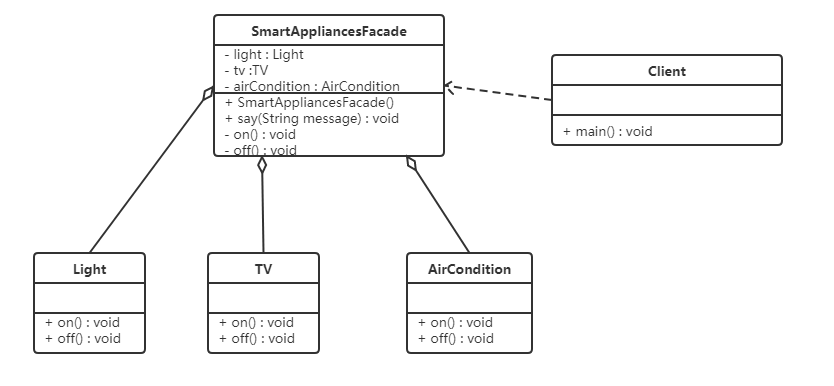 SmartAppliancesFacade
- light : Light
- tv :TV
- airCondition : AirCondition
+ SmartAppliancesFacade()
+ say(String message) : void
- on() : void
- off() : void
Client
+ main() : void
Light
+ on() : void
+ off() : void
TV
+ on() : void
+ off() : void
AirCondition
+ on() : void
+ off() : void